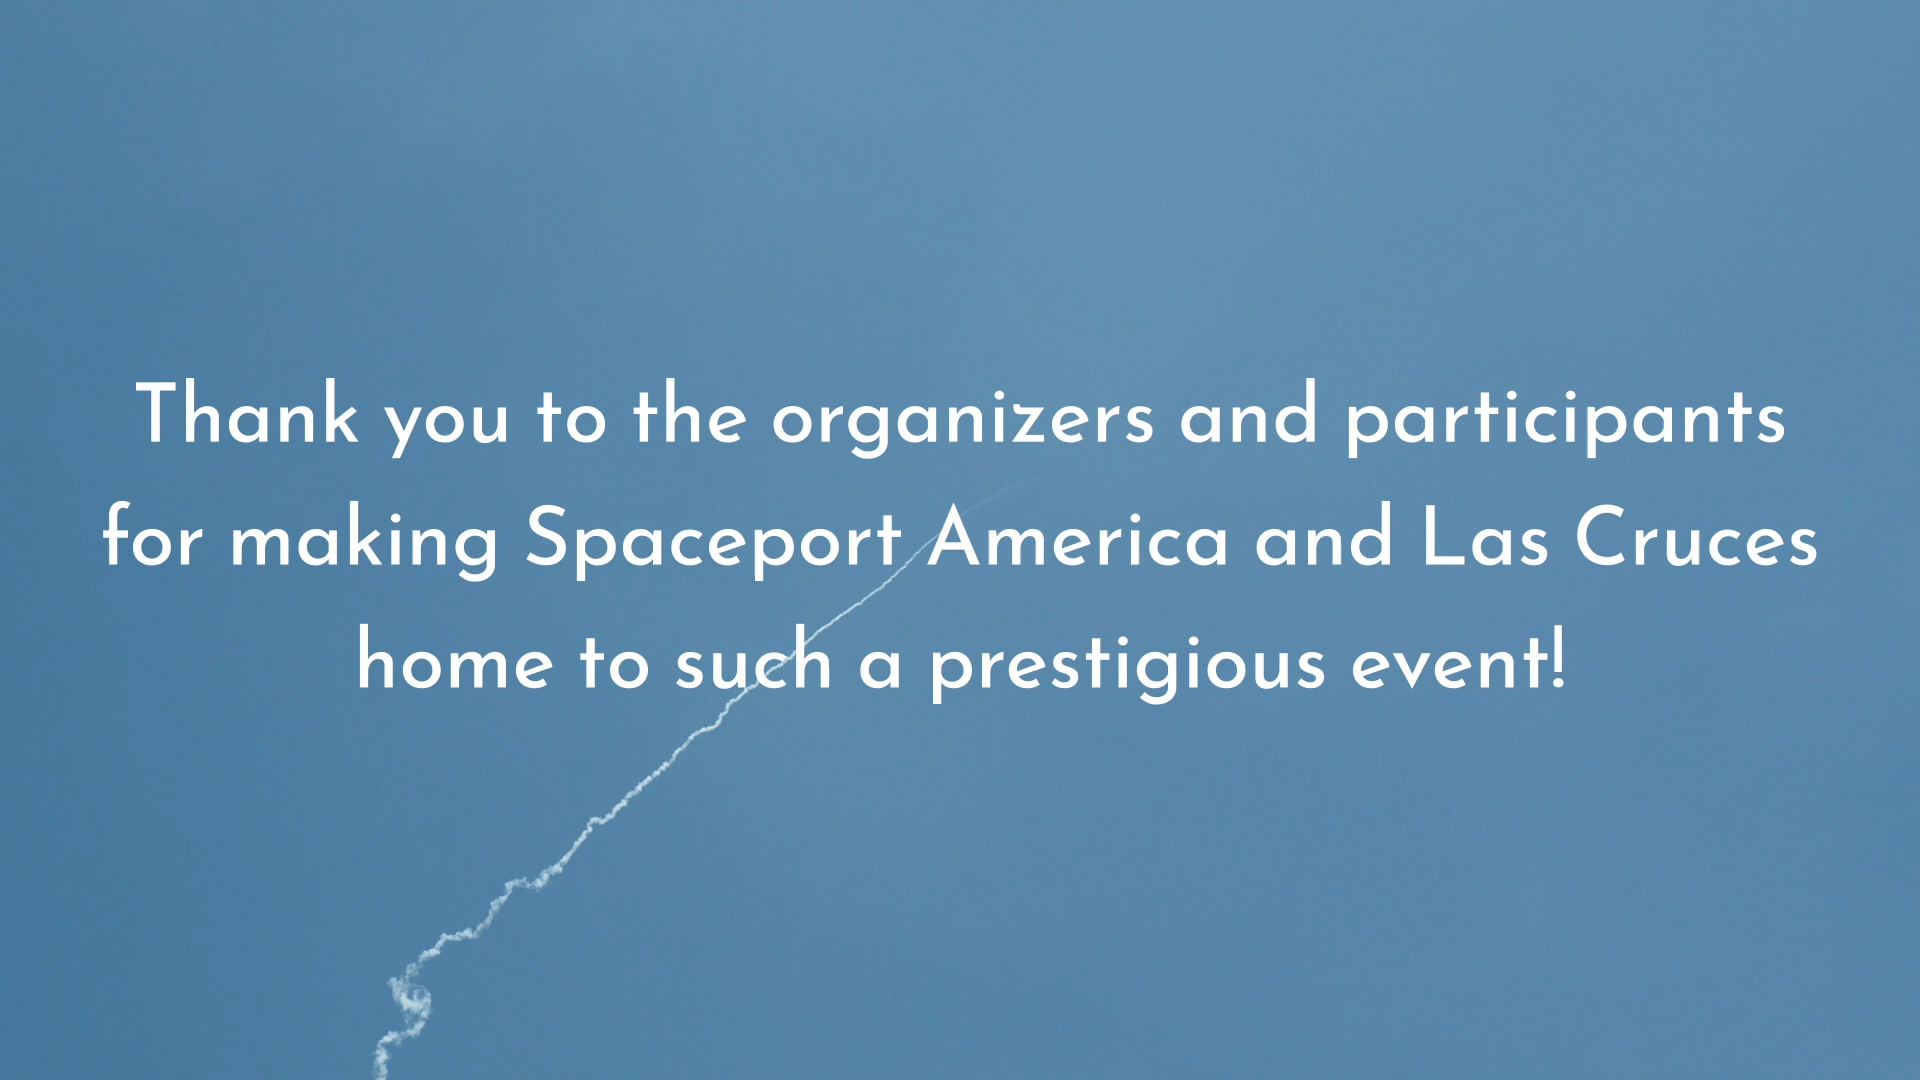 Thank you to the organizers and participants
for making Spaceport America and Las Cruces
home to such a prestigious event!